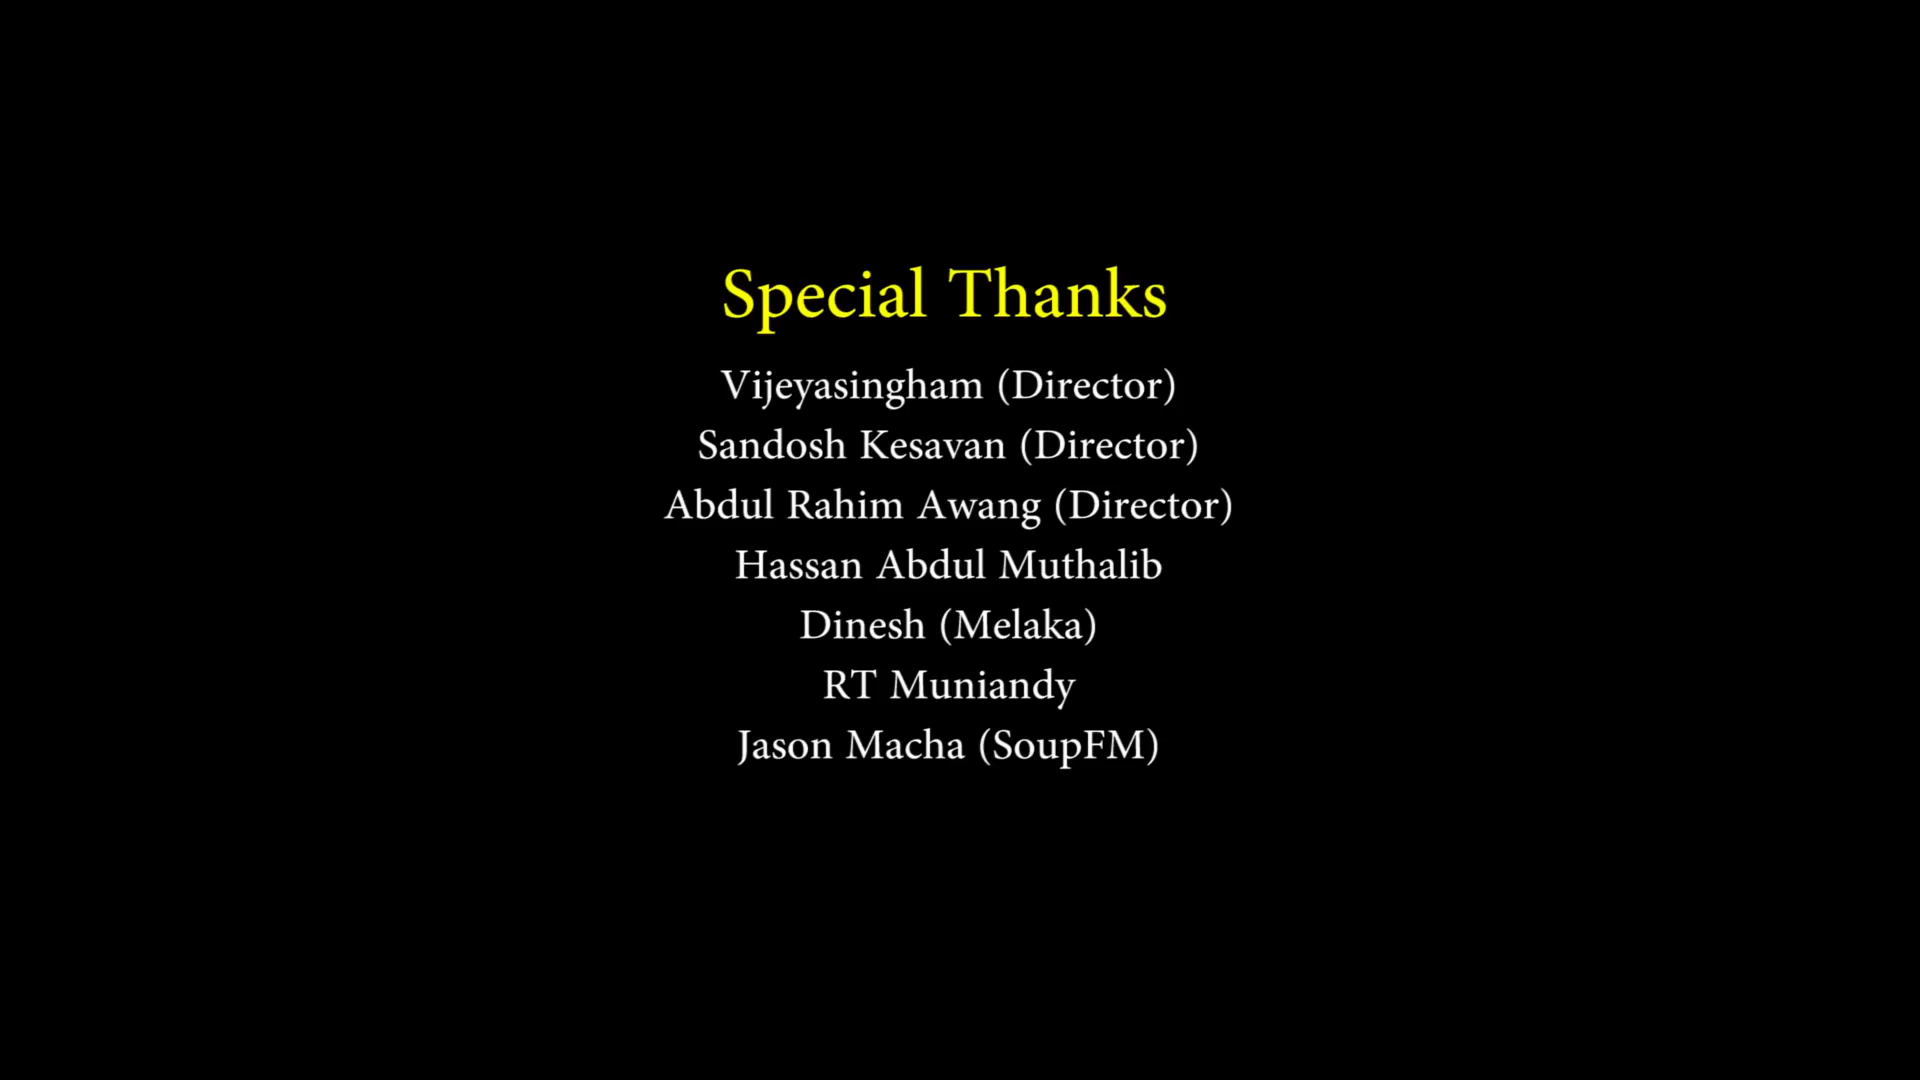 Special Thanks
Vijeyasingham (Director)
Sandosh Kesavan (Director)
Abdul Rahim Awang (Director)
Hassan Abdul Muthalib
Dinesh (Melaka)
RT Muniandy
Jason Macha (SoupFM)